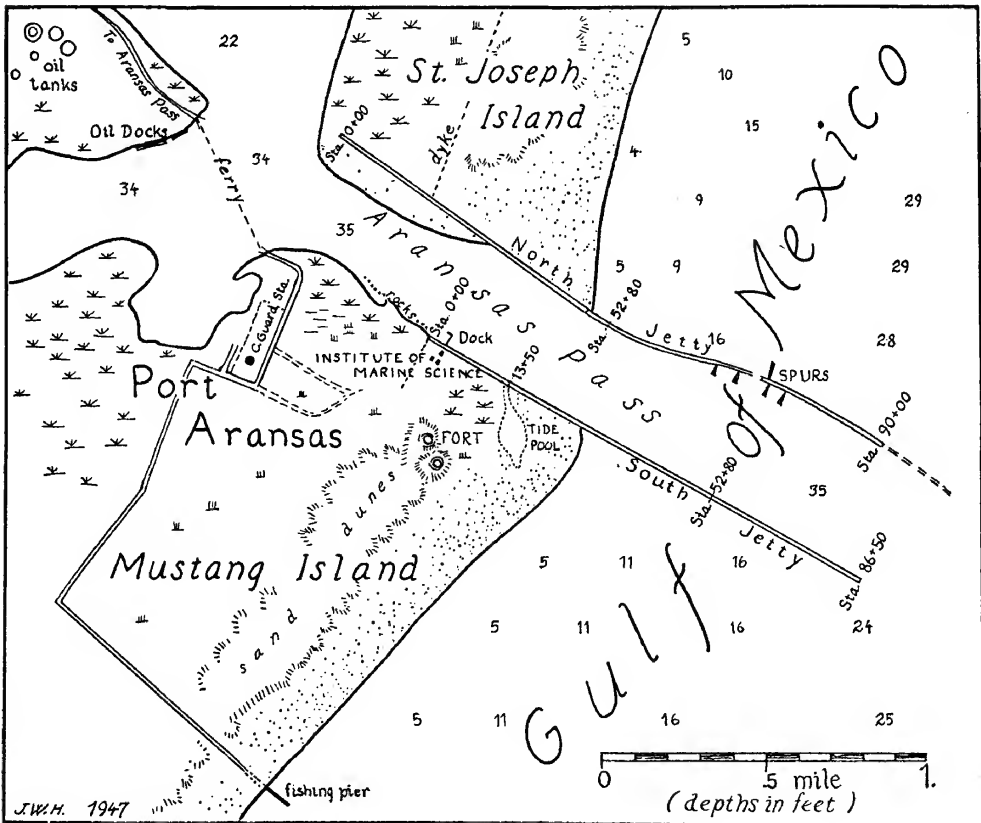 22
5
10
15
oil
tanks
To Aransas Pass
Oil Docks
St. Joseph
Island
dyke
Sta. 0+00
4
34
34
ferry
35
9
29
Aransas Pass
North Jetty
5
9
29
rocks
Sta. 0+00
Dock
Sta. 52+80
16
28
C. Guard Sta.
INSTITUTE OF
MARINE SCIENCE
13+50
SPURS
Port
Aransas
FORT
TIDE
POOL
90+00
Sta.
South Jetty
Sta. 52+80
35
sand dunes
Mustang Island
5
11
16
86+50
Sta.
5
11
16
24
5
11
16
25
Gulf of Mexico
0
.5 mile
1.
(depths in feet)
fishing pier
J.W.H. 1947